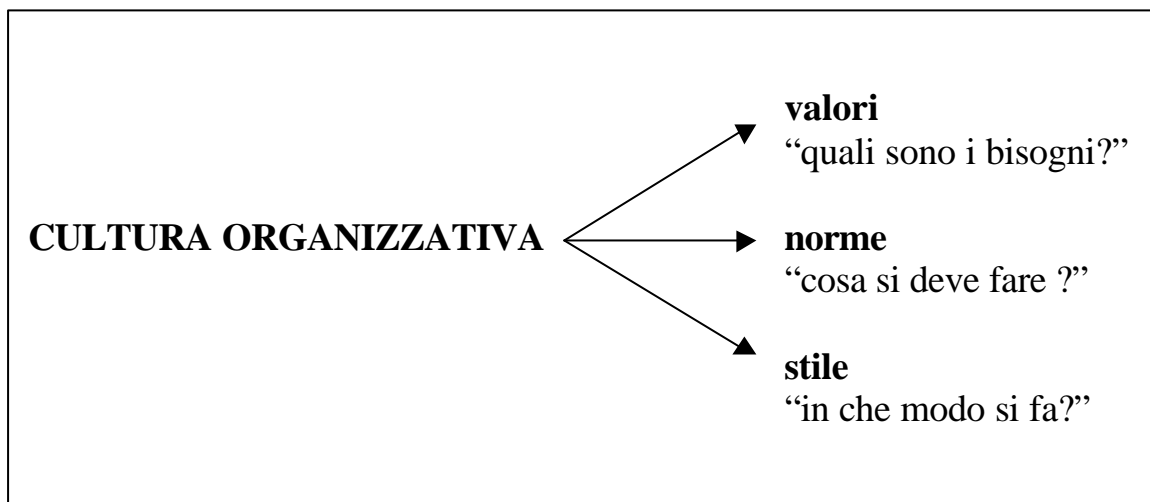 valori
“quali sono i bisogni?”
CULTURA ORGANIZZATIVA
norme
“cosa si deve fare ?”
stile
“in che modo si fa?”